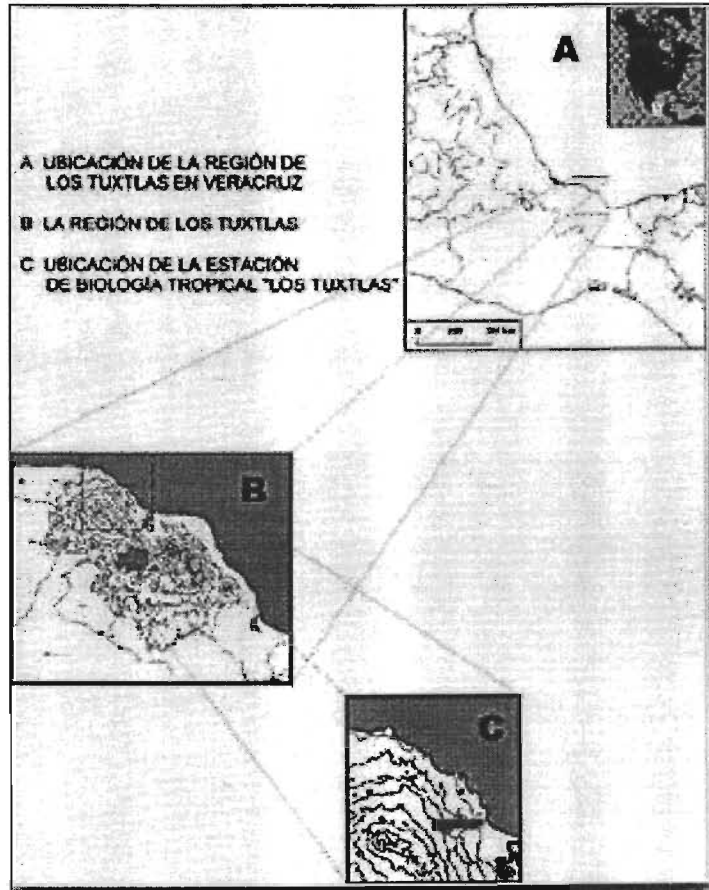 A
A UBICACIÓN DE LA REGIÓN DE
LOS TUXTLAS EN VERACRUZ
B LA REGIÓN DE LOS TUXTLAS
C UBICACIÓN DE LA ESTACIÓN
DE BIOLOGÍA TROPICAL "LOS TUXTLAS"
B
C